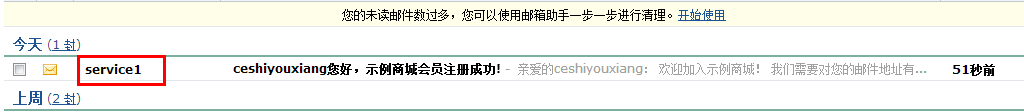 您的未读邮件数过多，您可以使用邮箱助手一步一步进行清理。开始使用
今天 (1 封)
service1 ceshiyouxiang您好，示例商城会员注册成功! - 亲爱的ceshiyouxiang： 欢迎加入示例商城！ 我们需要对您的邮件地址有... 51秒前
上周 (2 封)